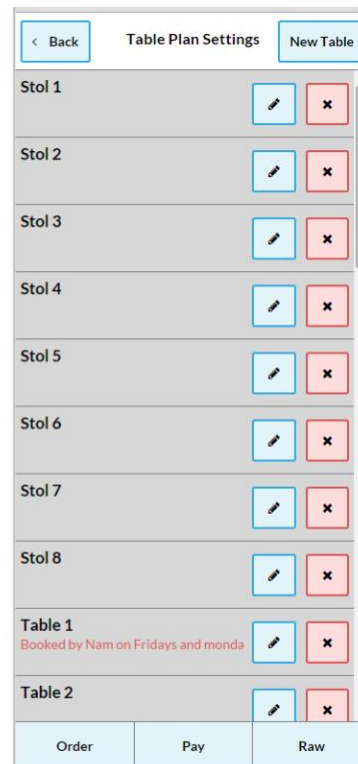 < Back
Table Plan Settings
New Table
Stol 1
Stol 2
Stol 3
Stol 4
Stol 5
Stol 6
Stol 7
Stol 8
Table 1
Booked by Nam on Fridays and monda
Table 2
Order
Pay
Raw